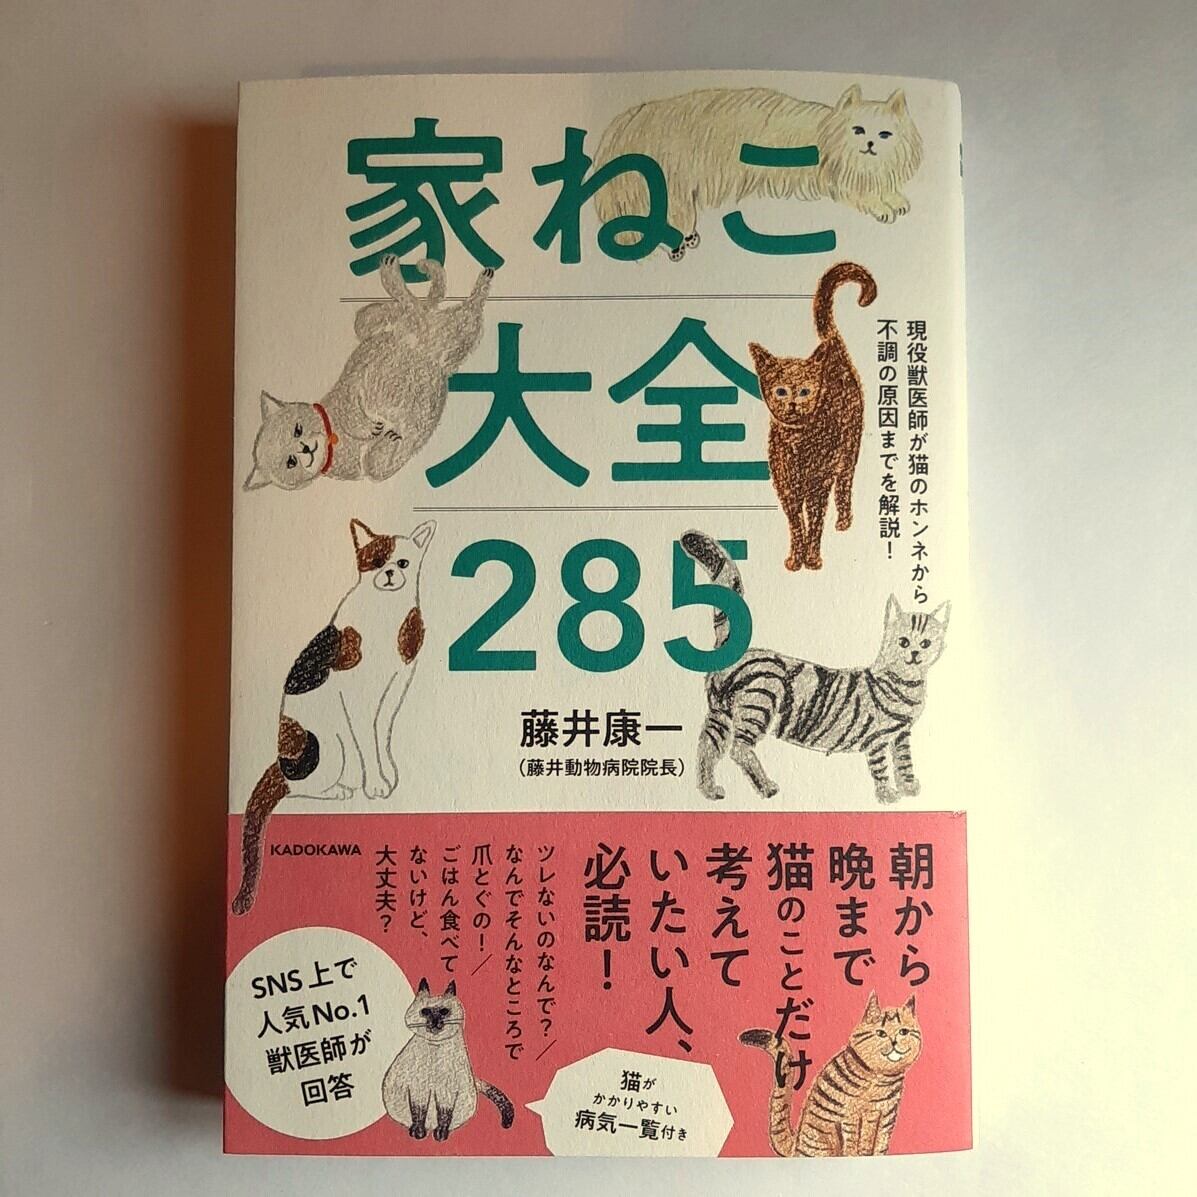 家ねこ
大全
285
現役獣医師が猫のホンネから
不調の原因までを解説!
藤井康一
(藤井動物病院院長)
朝から
晩まで
猫のことだけ
考えて
いたい人、
必読!
ツレないのなんで?/
なんでそんなところで
爪とぐの!/
ごはん食べて
ないけど、
大丈夫?
KADOKAWA
SNS上で
人気No.1
獣医師が
回答
猫が
かかりやすい
病気一覧付き